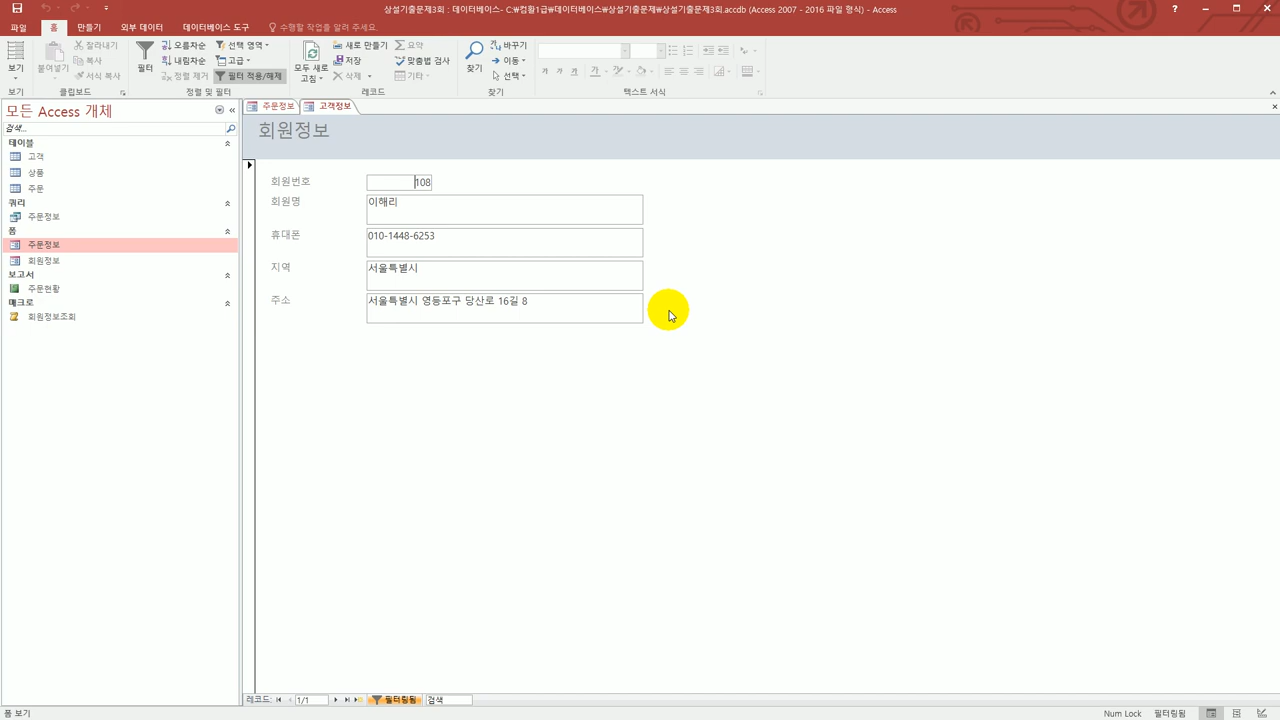 상설기출문제3회 : 데이터베이스- C:₩컴활1급₩데이터베이스₩상설기출문제₩상설기출문제3회.accdb (Access 2007 - 2016 파일 형식) - Access
파일 홈 만들기 외부 데이터 데이터베이스 도구 수행할 작업을 알려 주세요.
보기
보기
붙여넣기
잘라내기
복사
서식 복사
클립보드
필터
오름차순
내림차순
정렬 제거
선택 영역
고급
필터 적용/해제
정렬 및 필터
모두 새로 고침
새로 만들기
저장
삭제
요약
맞춤법 검사
기타
레코드
찾기
바꾸기
이동
선택
찾기
가 가 가 가
텍스트 서식
모든 Access 개체
검색...
테이블
고객
상품
주문
쿼리
주문정보
폼
주문정보
회원정보
보고서
주문현황
매크로
회원정보조회
주문정보 고객정보
회원정보
회원번호 108
회원명 이해리
휴대폰 010-1448-6253
지역 서울특별시
주소 서울특별시 영등포구 당산로 16길 8
레코드: 1/1 필터링됨 검색
폼 보기 Num Lock 필터링됨